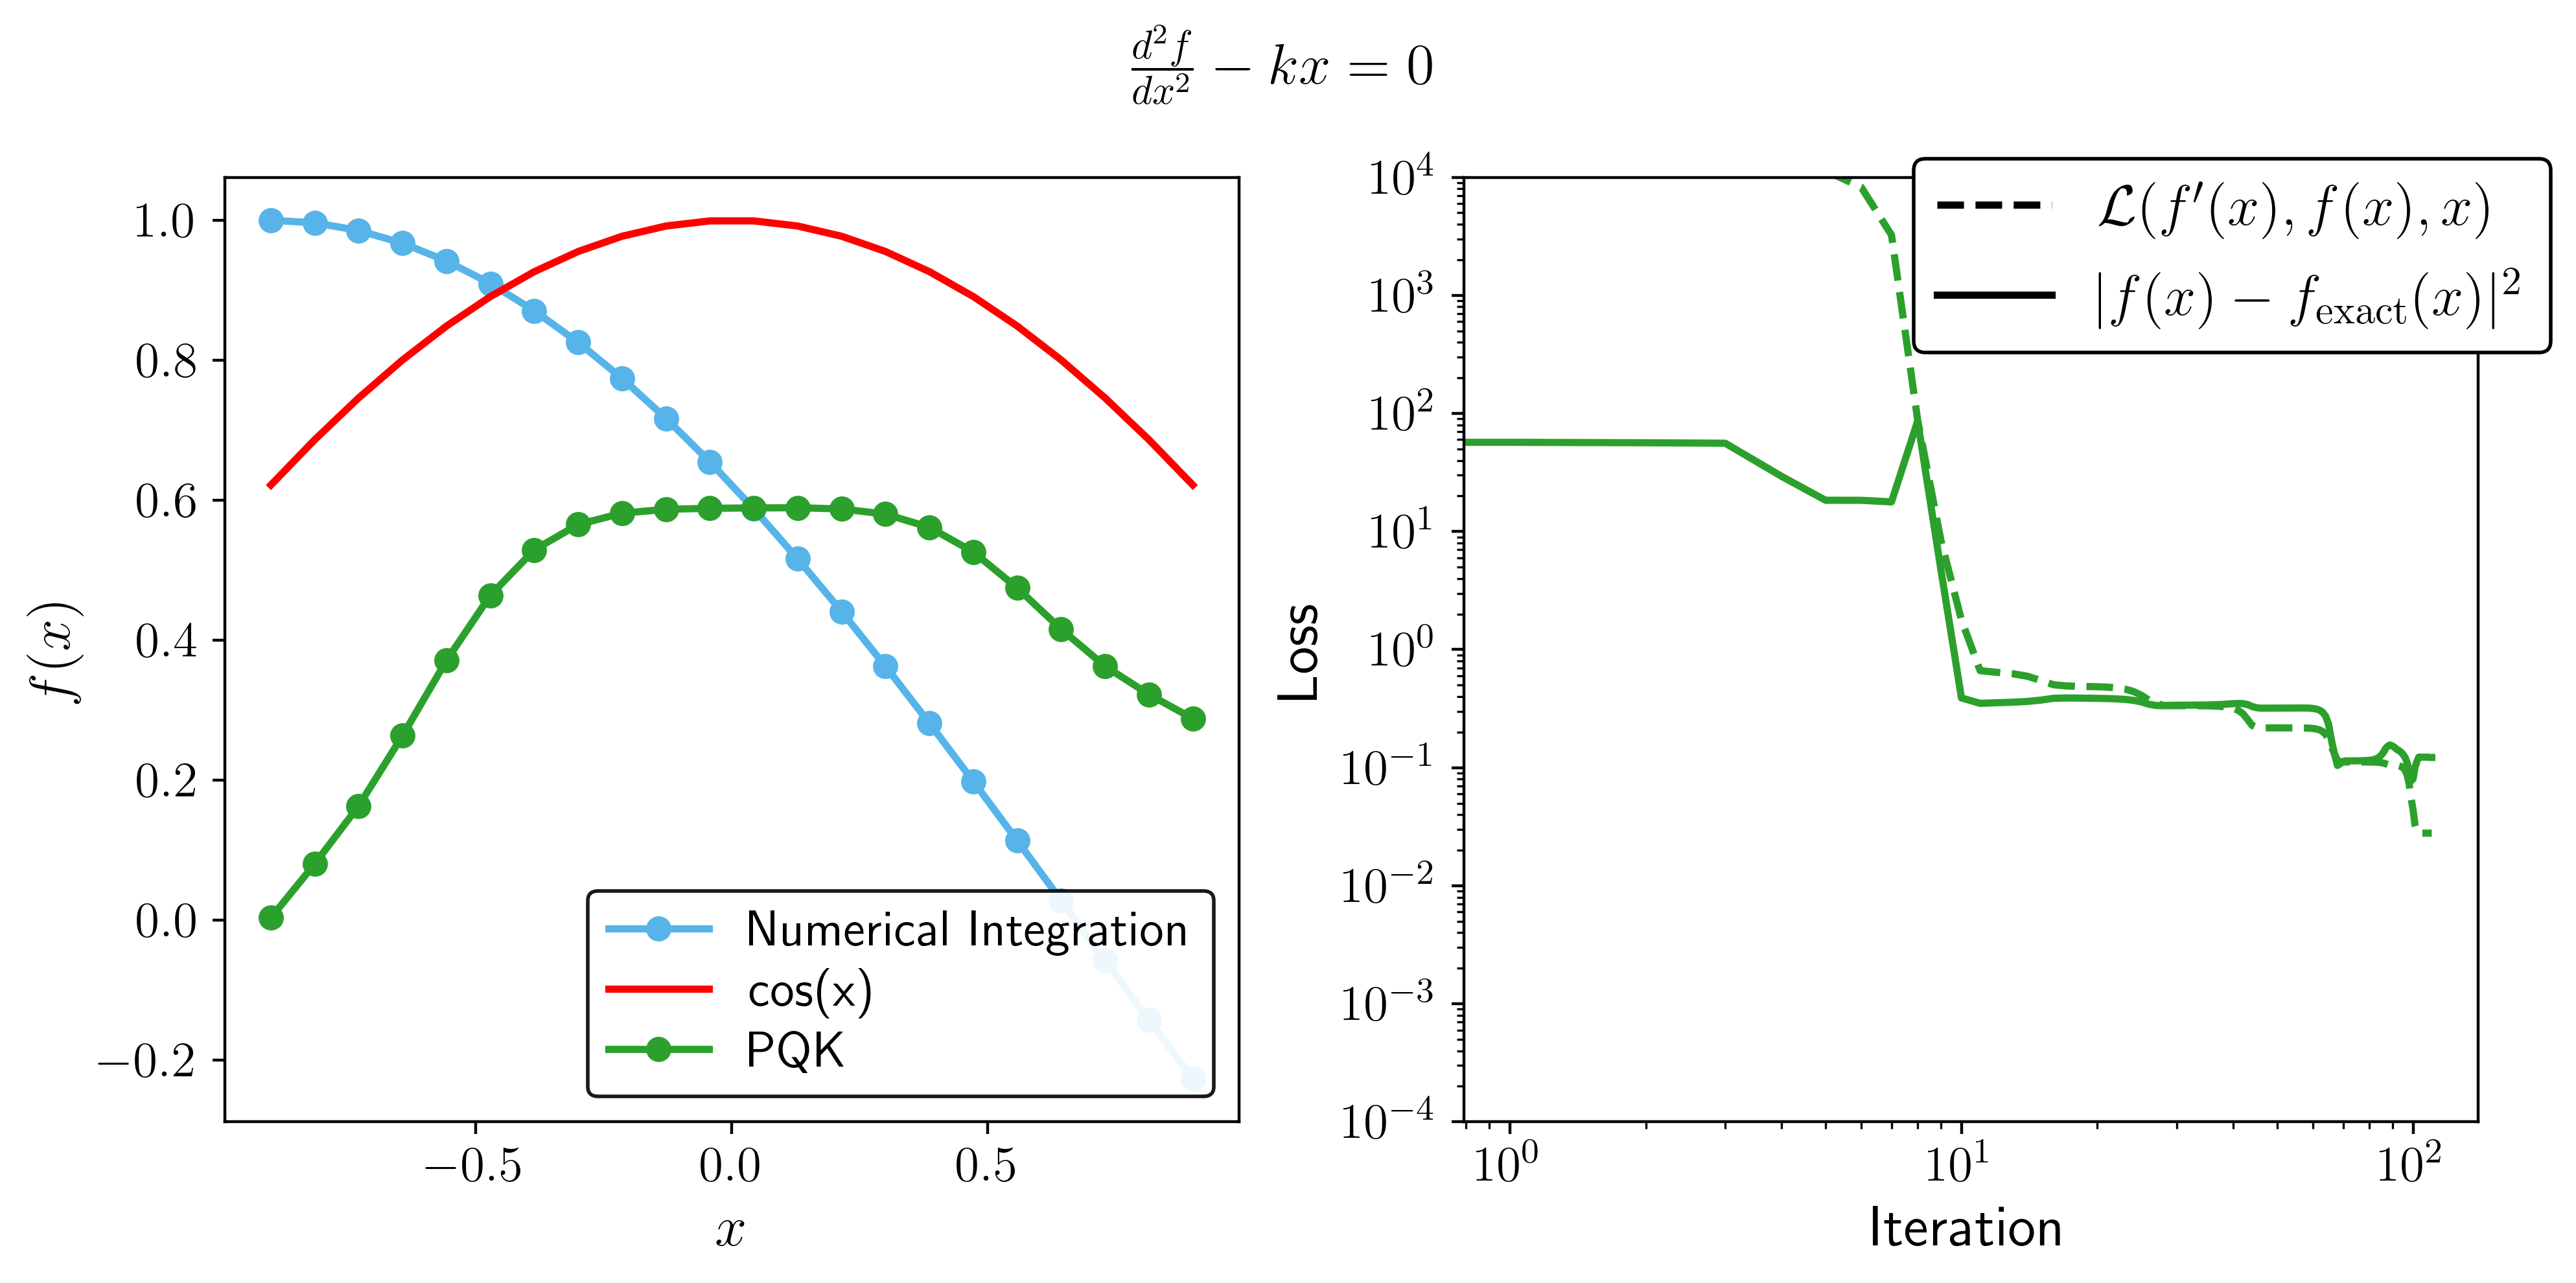 d²f/dx² − kx = 0
f(x)
1.0
0.8
0.6
0.4
0.2
0.0
−0.2
−0.5
0.0
0.5
x
Numerical Integration
cos(x)
PQK
Loss
10⁴
10³
10²
10¹
10⁰
10⁻¹
10⁻²
10⁻³
10⁻⁴
10⁰
10¹
10²
Iteration
ℒ(f′(x), f(x), x)
|f(x) − f_exact(x)|²